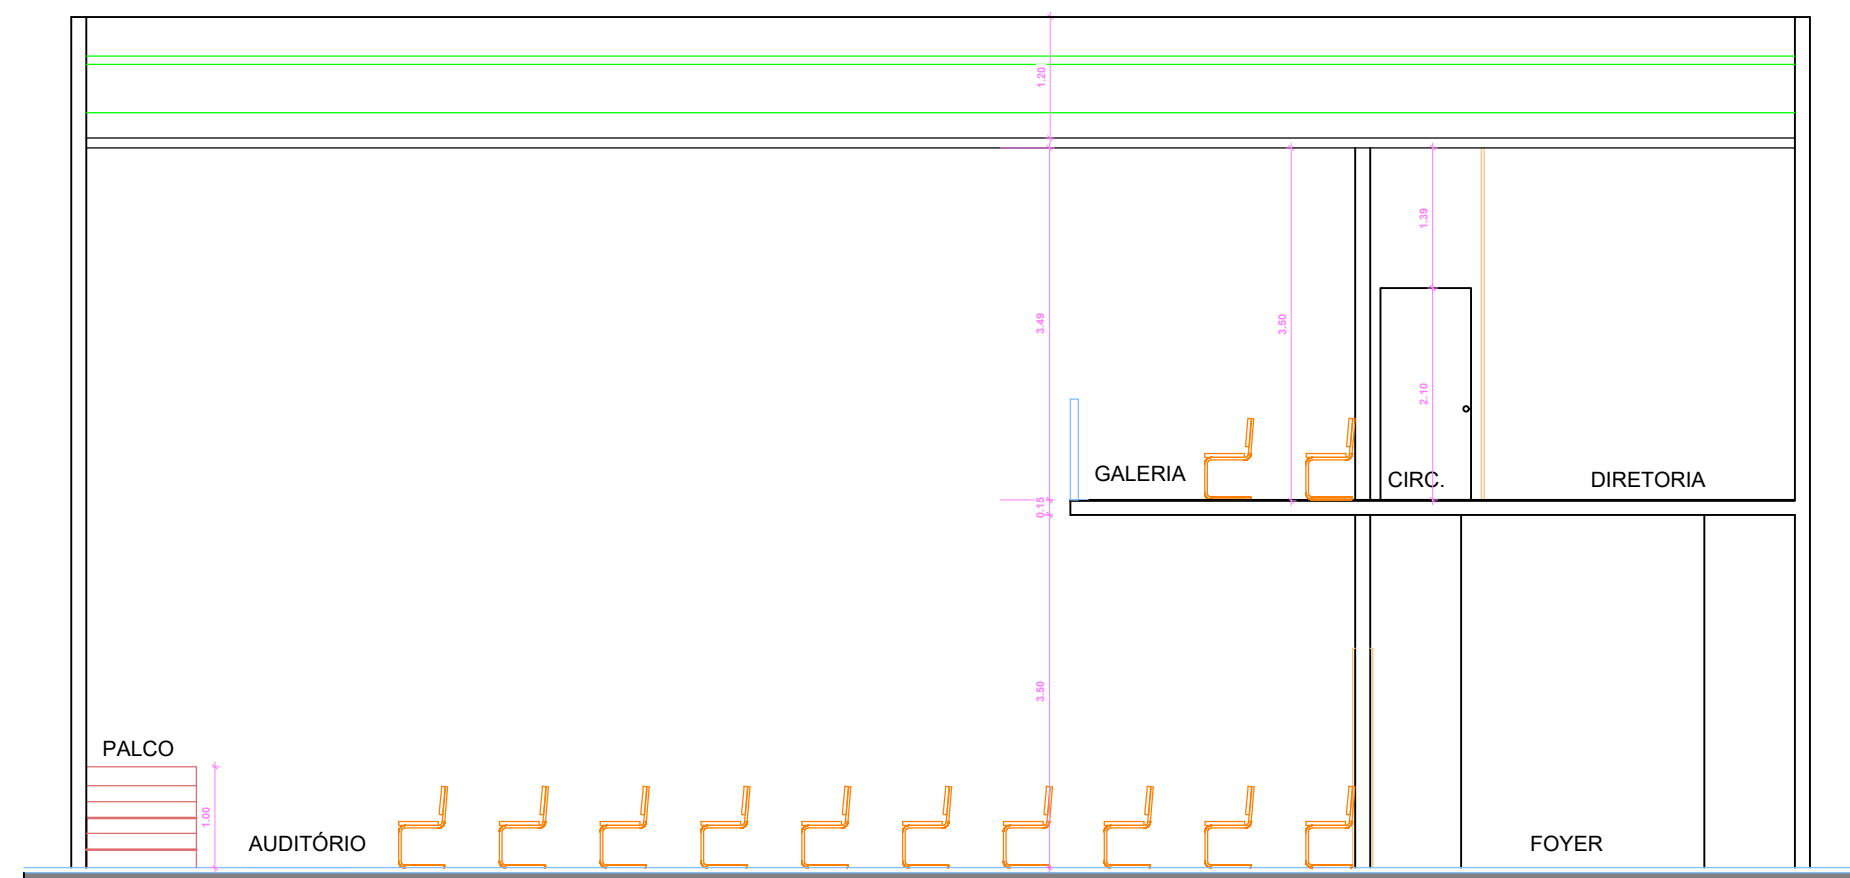 1.20
1.39
3.49
3.50
2.10
GALERIA
CIRC.
DIRETORIA
0.15
3.50
PALCO
1.00
AUDITÓRIO
FOYER